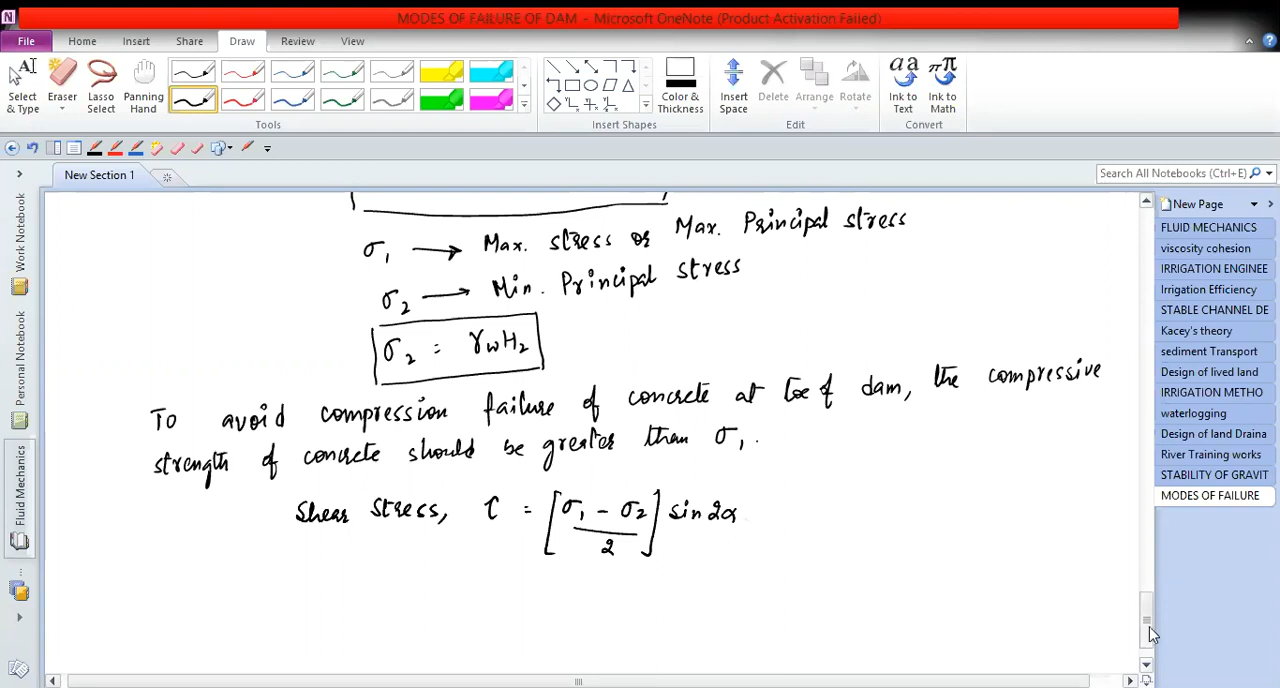 MODES OF FAILURE OF DAM - Microsoft OneNote (Product Activation Failed)
File Home Insert Share Draw Review View
Select & Type
Eraser
Lasso Select
Panning Hand
Color & Thickness
Insert Space
Delete
Arrange
Rotate
Ink to Text
Ink to Math
Tools
Insert Shapes
Edit
Convert
New Section 1
Search All Notebooks (Ctrl+E)
Work Notebook
Personal Notebook
Fluid Mechanics
σ₁ → Max. stress or Max. Principal stress
σ₂ → Min. Principal stress
σ₂ = γwH₂
To avoid compression failure of concrete at toe of dam, the compressive
strength of concrete should be greater than σ₁.
Shear stress, τ = [(σ₁ - σ₂)/2] sin2α
New Page
FLUID MECHANICS
viscosity cohesion
IRRIGATION ENGINEE
Irrigation Efficiency
STABLE CHANNEL DE
Kacey's theory
sediment Transport
Design of lived land
IRRIGATION METHO
waterlogging
Design of land Draina
River Training works
STABILITY OF GRAVIT
MODES OF FAILURE